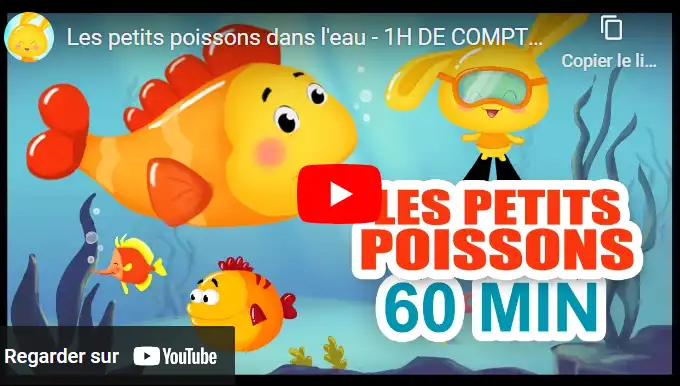 Les petits poissons dans l'eau - 1H DE COMPT...
Copier le li...
LES PETITS
POISSONS
60 MIN
Regarder sur YouTube